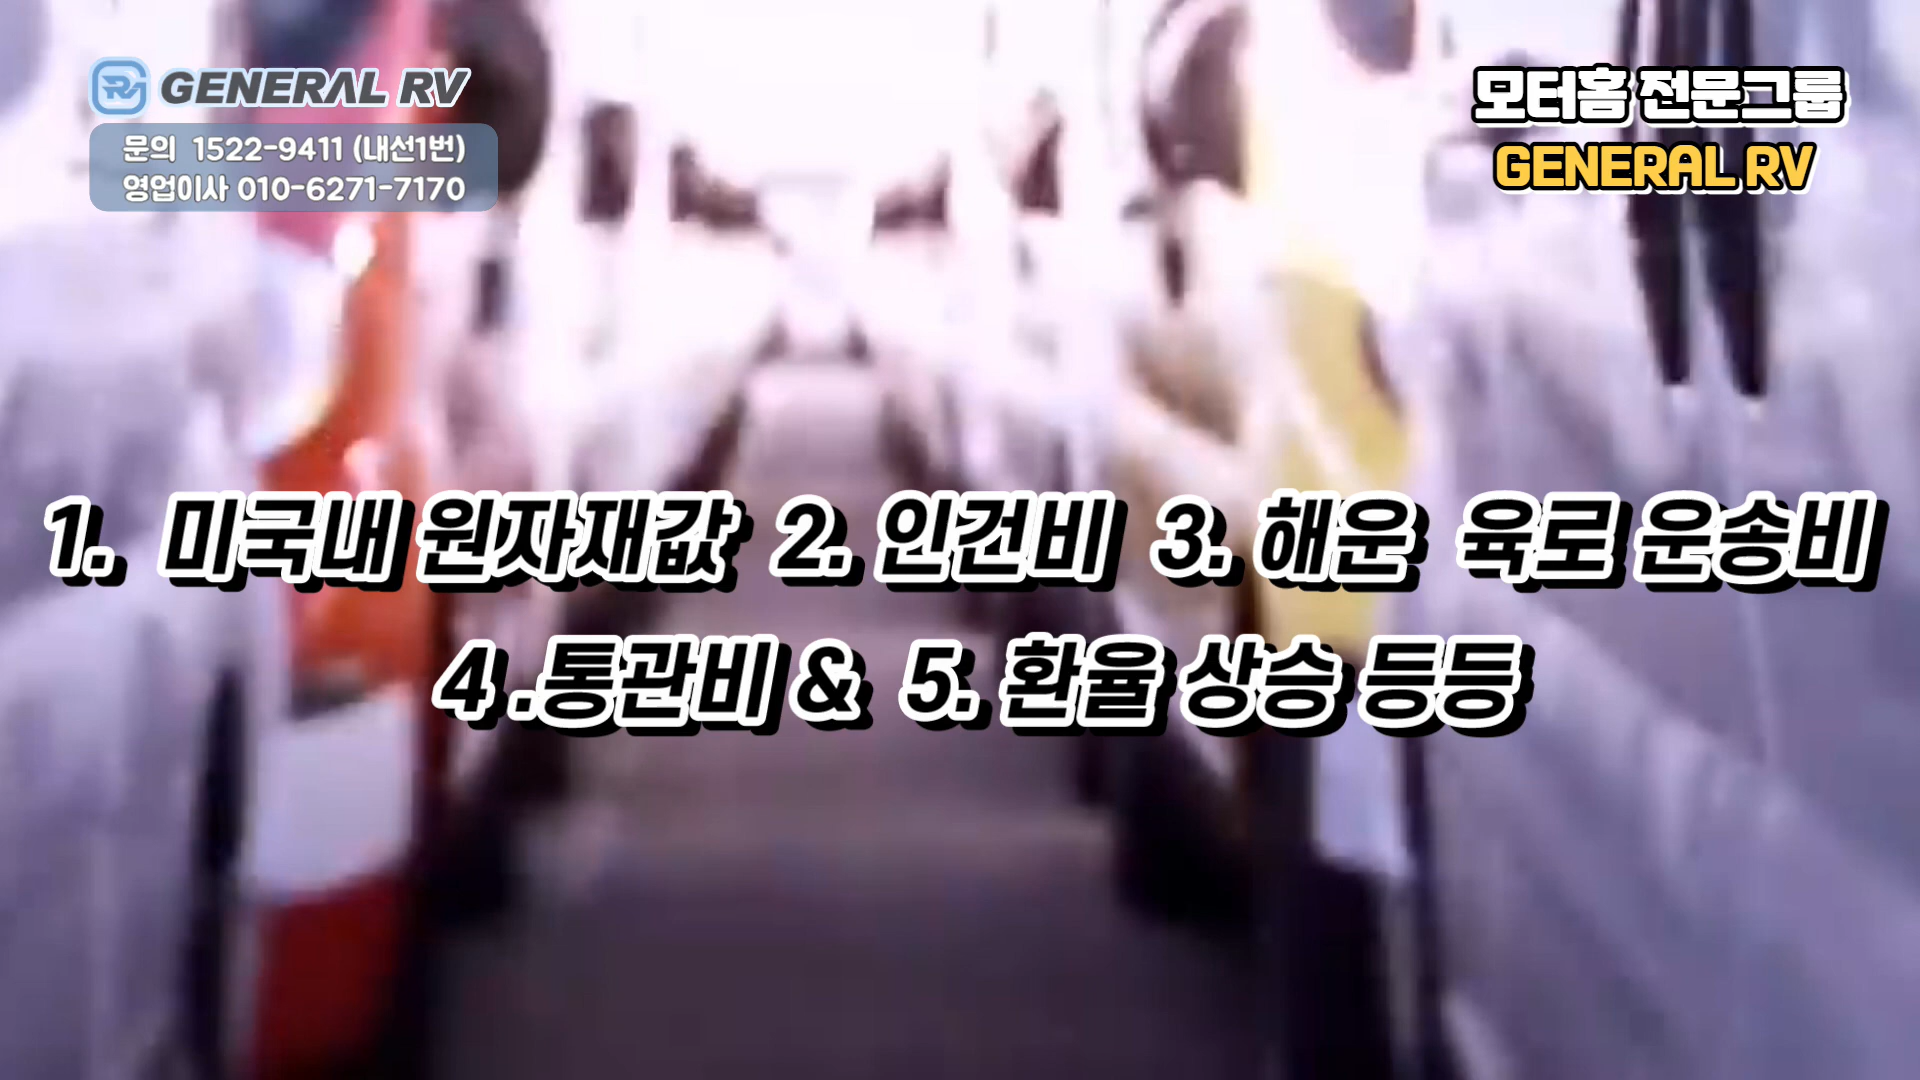 GENERAL RV
문의 1522-9411 (내선1번)
영업이사 010-6271-7170
모터홈 전문그룹
GENERAL RV
1. 미국내 원자재값 2. 인건비 3. 해운 육로 운송비
4 .통관비 & 5. 환율 상승 등등